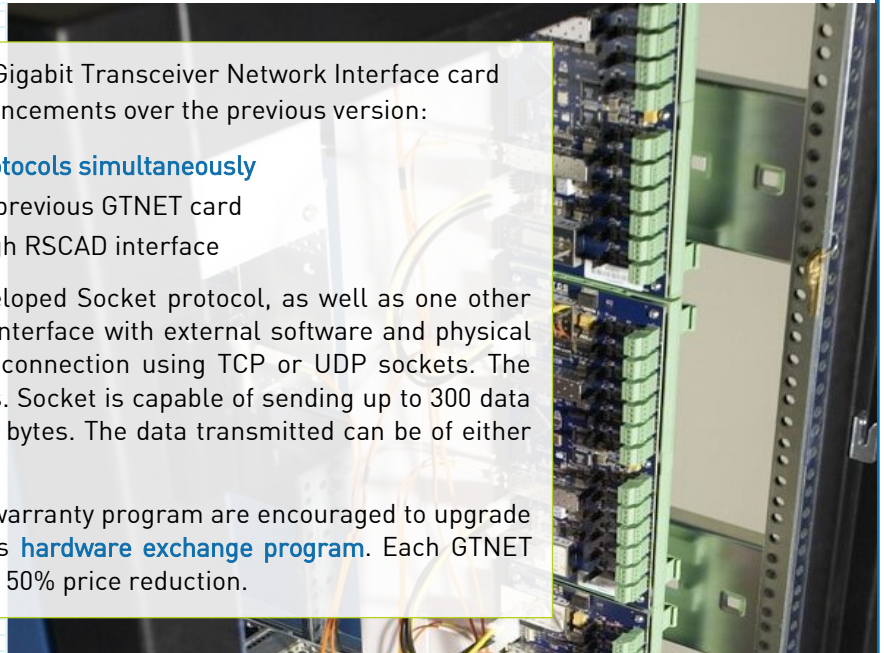 Gigabit Transceiver Network Interface card
ncements over the previous version:
tocols simultaneously
previous GTNET card
gh RSCAD interface
eloped Socket protocol, as well as one other
nterface with external software and physical
connection using TCP or UDP sockets. The
s. Socket is capable of sending up to 300 data
bytes. The data transmitted can be of either
warranty program are encouraged to upgrade
s hardware exchange program. Each GTNET
50% price reduction.